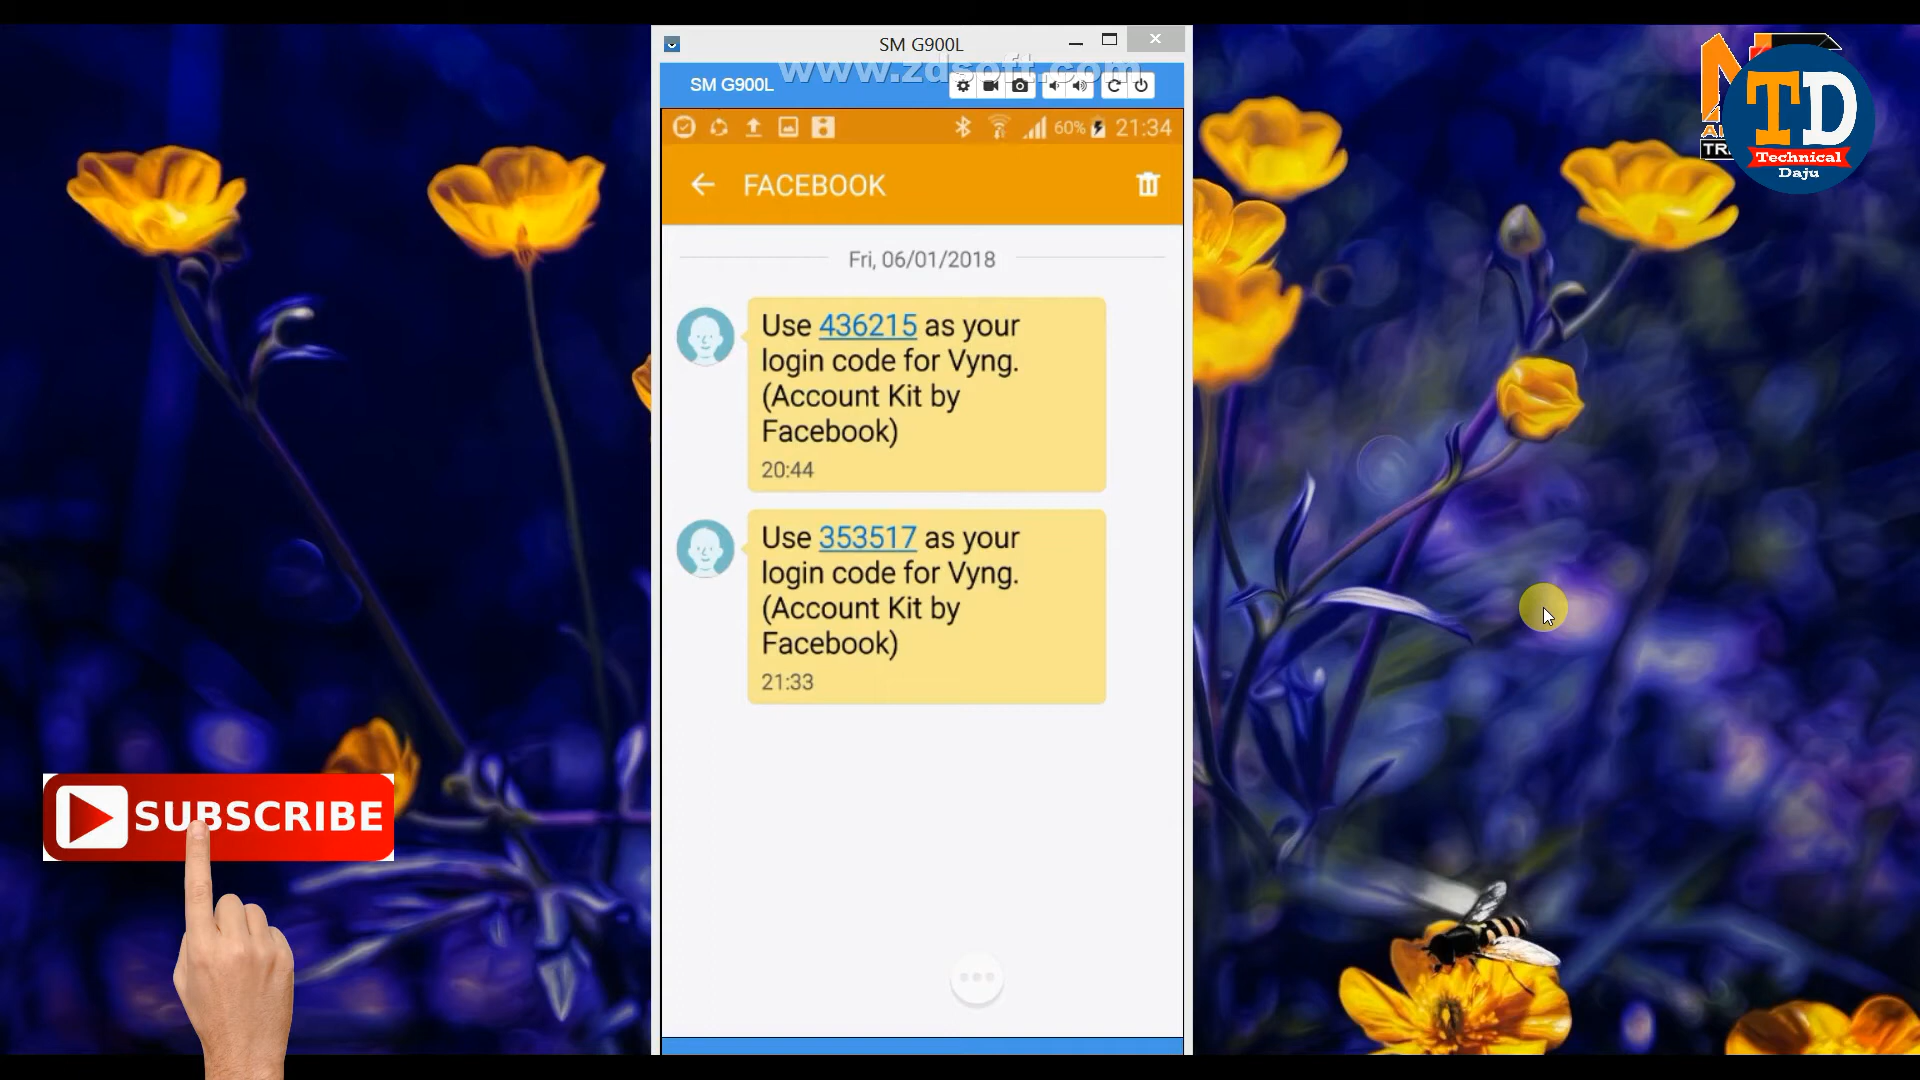 SM G900L
www.zdsoft.com
SM G900L
60% 21:34
FACEBOOK
Fri, 06/01/2018
Use 436215 as your
login code for Vyng.
(Account Kit by
Facebook)
20:44
Use 353517 as your
login code for Vyng.
(Account Kit by
Facebook)
21:33
SUBSCRIBE
TD
Technical
Daju